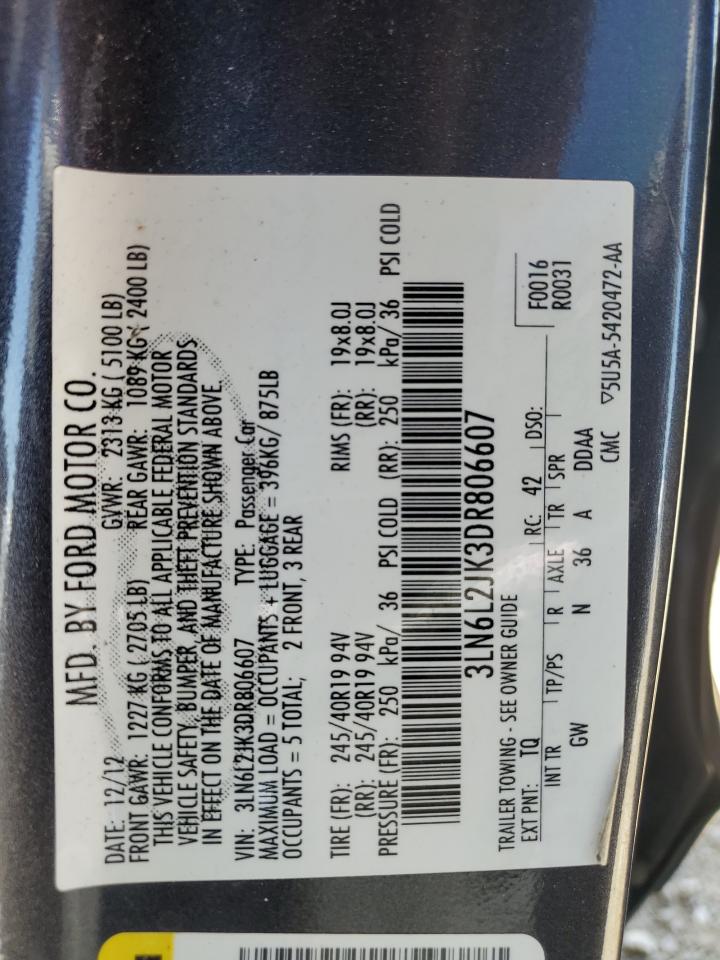 MFD. BY FORD MOTOR CO.
DATE: 12/12 GVWR: 2313 KG ( 5100 LB)
FRONT GAWR: 1227 KG ( 2705 LB) REAR GAWR: 1089 KG ( 2400 LB)
THIS VEHICLE CONFORMS TO ALL APPLICABLE FEDERAL MOTOR
VEHICLE SAFETY, BUMPER, AND THEFT PREVENTION STANDARDS
IN EFFECT ON THE DATE OF MANUFACTURE SHOWN ABOVE.
VIN: 3LN6L2JK3DR806607 TYPE: Passenger Car
MAXIMUM LOAD = OCCUPANTS + LUGGAGE = 396KG/ 875LB
OCCUPANTS = 5 TOTAL; 2 FRONT, 3 REAR
TIRE (FR): 245/40R19 94V RIMS (FR): 19x8.0J
(RR): 245/40R19 94V (RR): 19x8.0J
PRESSURE (FR): 250 kPa/ 36 PSI COLD (RR): 250 kPa/ 36 PSI COLD
3LN6L2JK3DR806607
TRAILER TOWING - SEE OWNER GUIDE F0016
R0031
EXT PNT: TQ RC: 42 DSO:
INT TR TP/PS R AXLE TR SPR
GW N 36 A DDAA
CMC ▽5U5A-5420472-AA